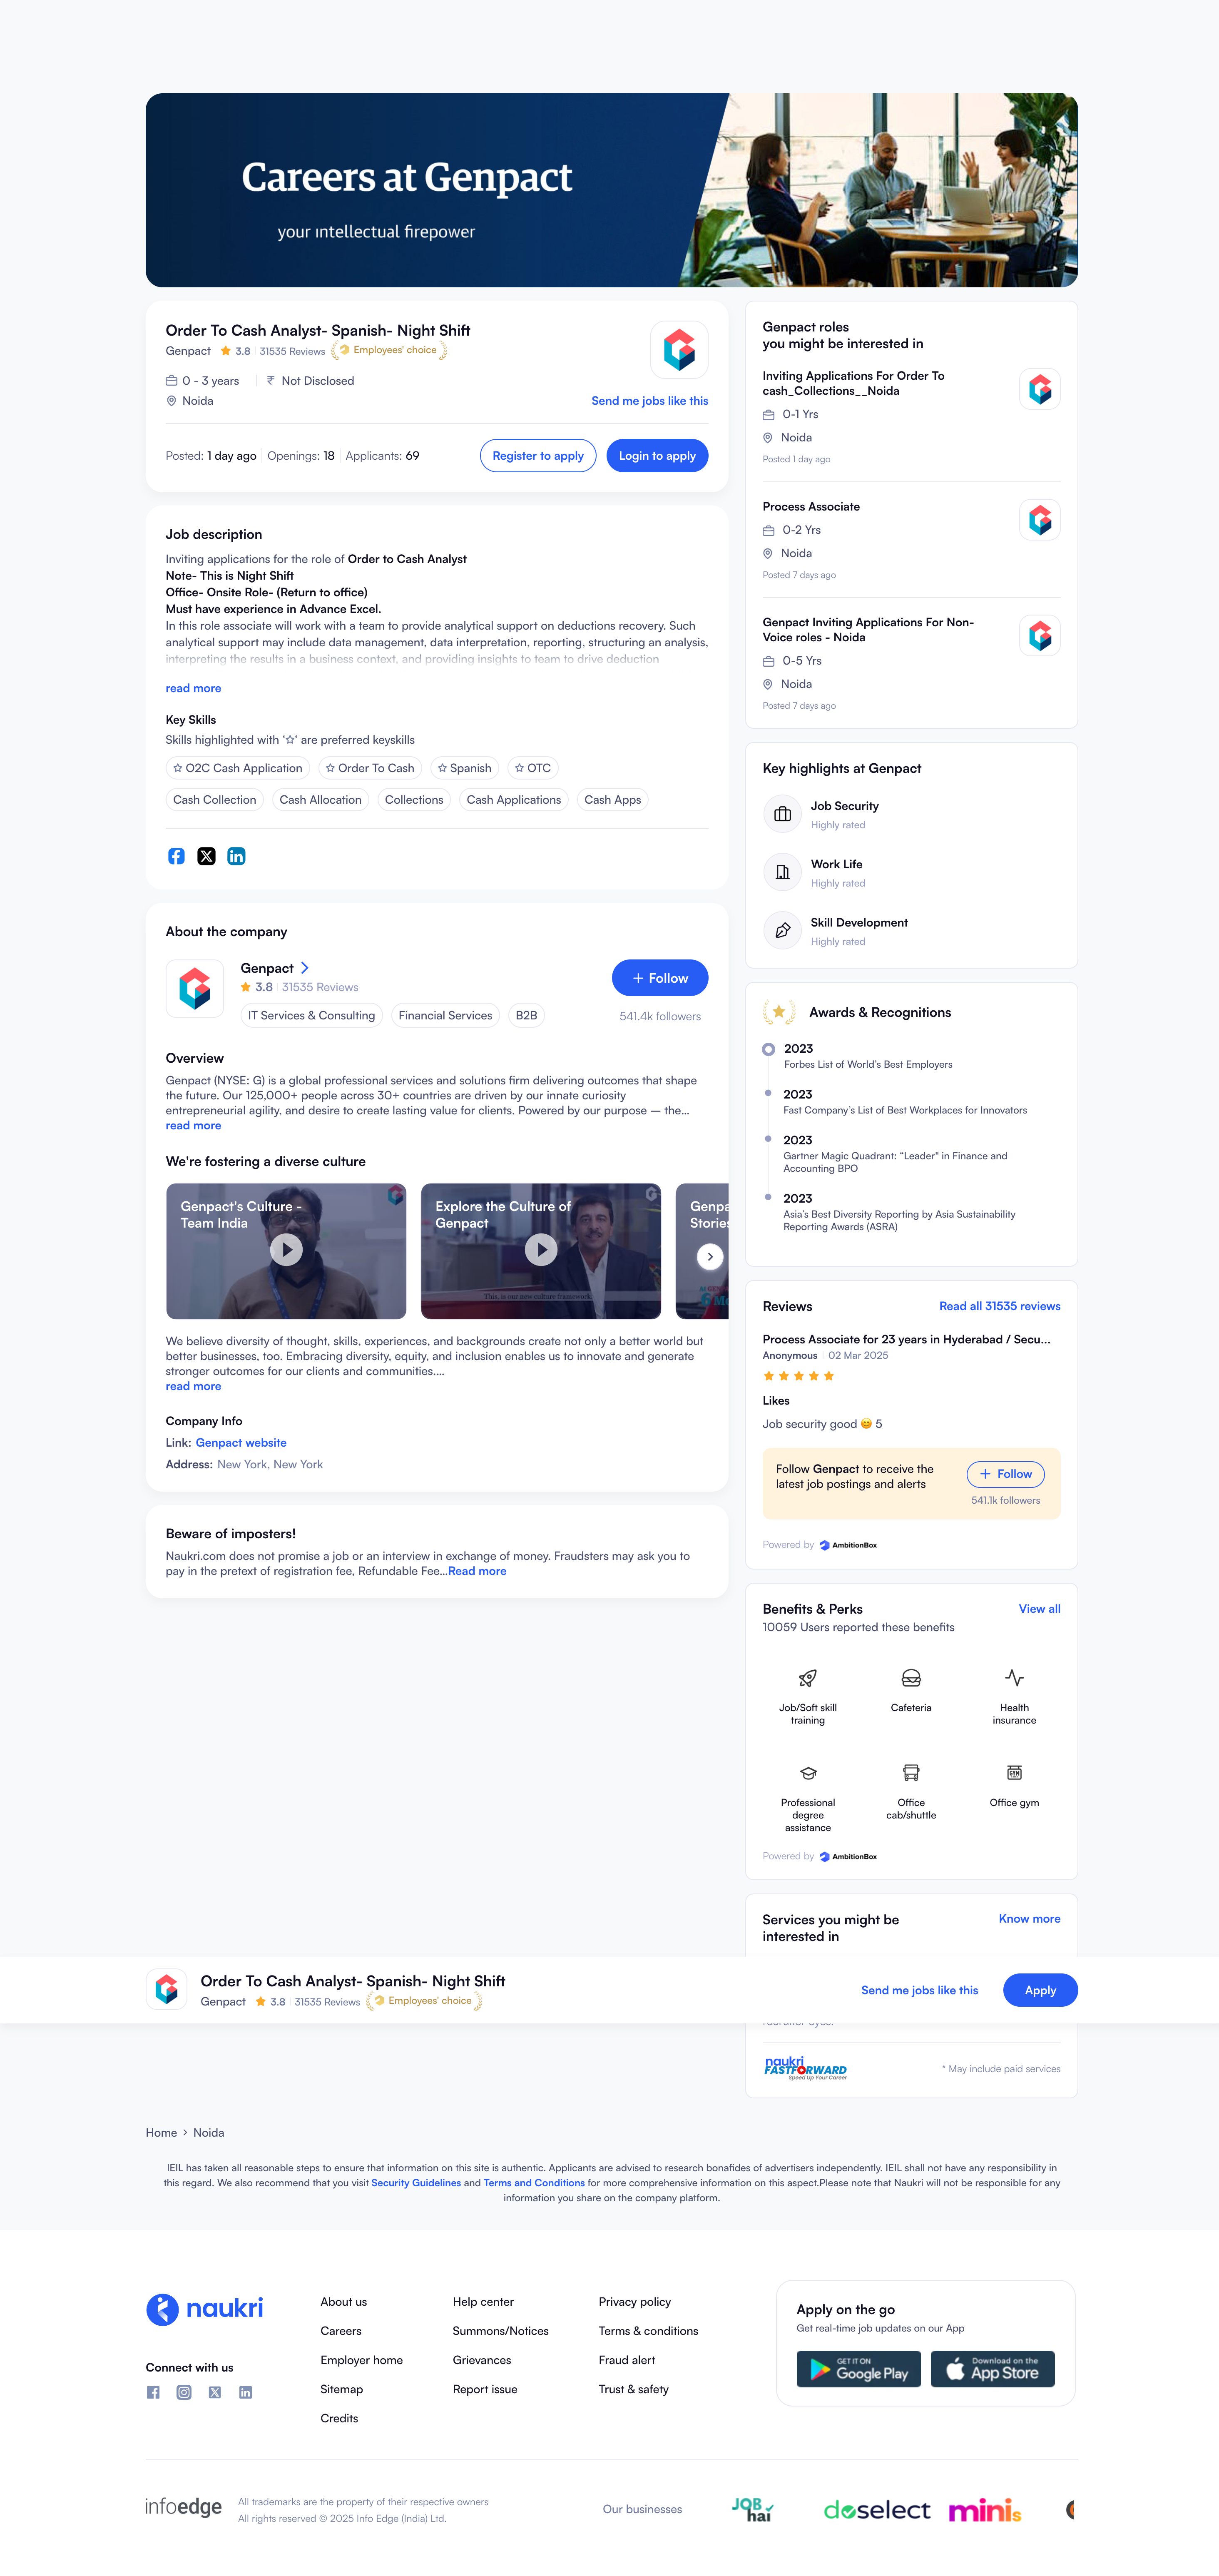 Careers at Genpact
your intellectual firepower
Order To Cash Analyst- Spanish- Night Shift
Genpact 3.8 31535 Reviews Employees' choice
0 - 3 years ₹ Not Disclosed
Noida
Send me jobs like this
Posted: 1 day ago Openings: 18 Applicants: 69
Register to apply
Login to apply
Job description
Inviting applications for the role of Order to Cash Analyst
Note- This is Night Shift
Office- Onsite Role- (Return to office)
Must have experience in Advance Excel.
In this role associate will work with a team to provide analytical support on deductions recovery. Such
analytical support may include data management, data interpretation, reporting, structuring an analysis,
interpreting the results in a business context, and providing insights to team to drive deduction
read more
Key Skills
Skills highlighted with '☆' are preferred keyskills
☆ O2C Cash Application ☆ Order To Cash ☆ Spanish ☆ OTC
Cash Collection Cash Allocation Collections Cash Applications Cash Apps
About the company
Genpact
3.8 31535 Reviews
IT Services & Consulting Financial Services B2B
+ Follow
541.4k followers
Overview
Genpact (NYSE: G) is a global professional services and solutions firm delivering outcomes that shape
the future. Our 125,000+ people across 30+ countries are driven by our innate curiosity
entrepreneurial agility, and desire to create lasting value for clients. Powered by our purpose — the...
read more
We're fostering a diverse culture
Genpact's Culture -
Team India
Explore the Culture of
Genpact
This, is our new culture framework.
Genpa
Stories
We believe diversity of thought, skills, experiences, and backgrounds create not only a better world but
better businesses, too. Embracing diversity, equity, and inclusion enables us to innovate and generate
stronger outcomes for our clients and communities....
read more
Company Info
Link: Genpact website
Address: New York, New York
Beware of imposters!
Naukri.com does not promise a job or an interview in exchange of money. Fraudsters may ask you to
pay in the pretext of registration fee, Refundable Fee...Read more
Genpact roles
you might be interested in
Inviting Applications For Order To
cash_Collections__Noida
0-1 Yrs
Noida
Posted 1 day ago
Process Associate
0-2 Yrs
Noida
Posted 7 days ago
Genpact Inviting Applications For Non-
Voice roles - Noida
0-5 Yrs
Noida
Posted 7 days ago
Key highlights at Genpact
Job Security
Highly rated
Work Life
Highly rated
Skill Development
Highly rated
Awards & Recognitions
2023
Forbes List of World's Best Employers
2023
Fast Company's List of Best Workplaces for Innovators
2023
Gartner Magic Quadrant: "Leader" in Finance and
Accounting BPO
2023
Asia's Best Diversity Reporting by Asia Sustainability
Reporting Awards (ASRA)
Reviews
Read all 31535 reviews
Process Associate for 23 years in Hyderabad / Secu...
Anonymous 02 Mar 2025
Likes
Job security good 😊 5
Follow Genpact to receive the
latest job postings and alerts
+ Follow
541.1k followers
Powered by AmbitionBox
Benefits & Perks
View all
10059 Users reported these benefits
Job/Soft skill
training
Cafeteria
Health
insurance
Professional
degree
assistance
Office
cab/shuttle
GYM
Office gym
Powered by AmbitionBox
Services you might be
interested in
Know more
Order To Cash Analyst- Spanish- Night Shift
Genpact 3.8 31535 Reviews Employees' choice
Send me jobs like this
Apply
naukri
FASTFORWARD
Speed Up Your Career
* May include paid services
Home > Noida
IEIL has taken all reasonable steps to ensure that information on this site is authentic. Applicants are advised to research bonafides of advertisers independently. IEIL shall not have any responsibility in
this regard. We also recommend that you visit Security Guidelines and Terms and Conditions for more comprehensive information on this aspect.Please note that Naukri will not be responsible for any
information you share on the company platform.
naukri
Connect with us
About us
Careers
Employer home
Sitemap
Credits
Help center
Summons/Notices
Grievances
Report issue
Privacy policy
Terms & conditions
Fraud alert
Trust & safety
Apply on the go
Get real-time job updates on our App
GET IT ON
Google Play
Download on the
App Store
infoedge
All trademarks are the property of their respective owners
All rights reserved © 2025 Info Edge (India) Ltd.
Our businesses
JOB
hai
doselect
minis